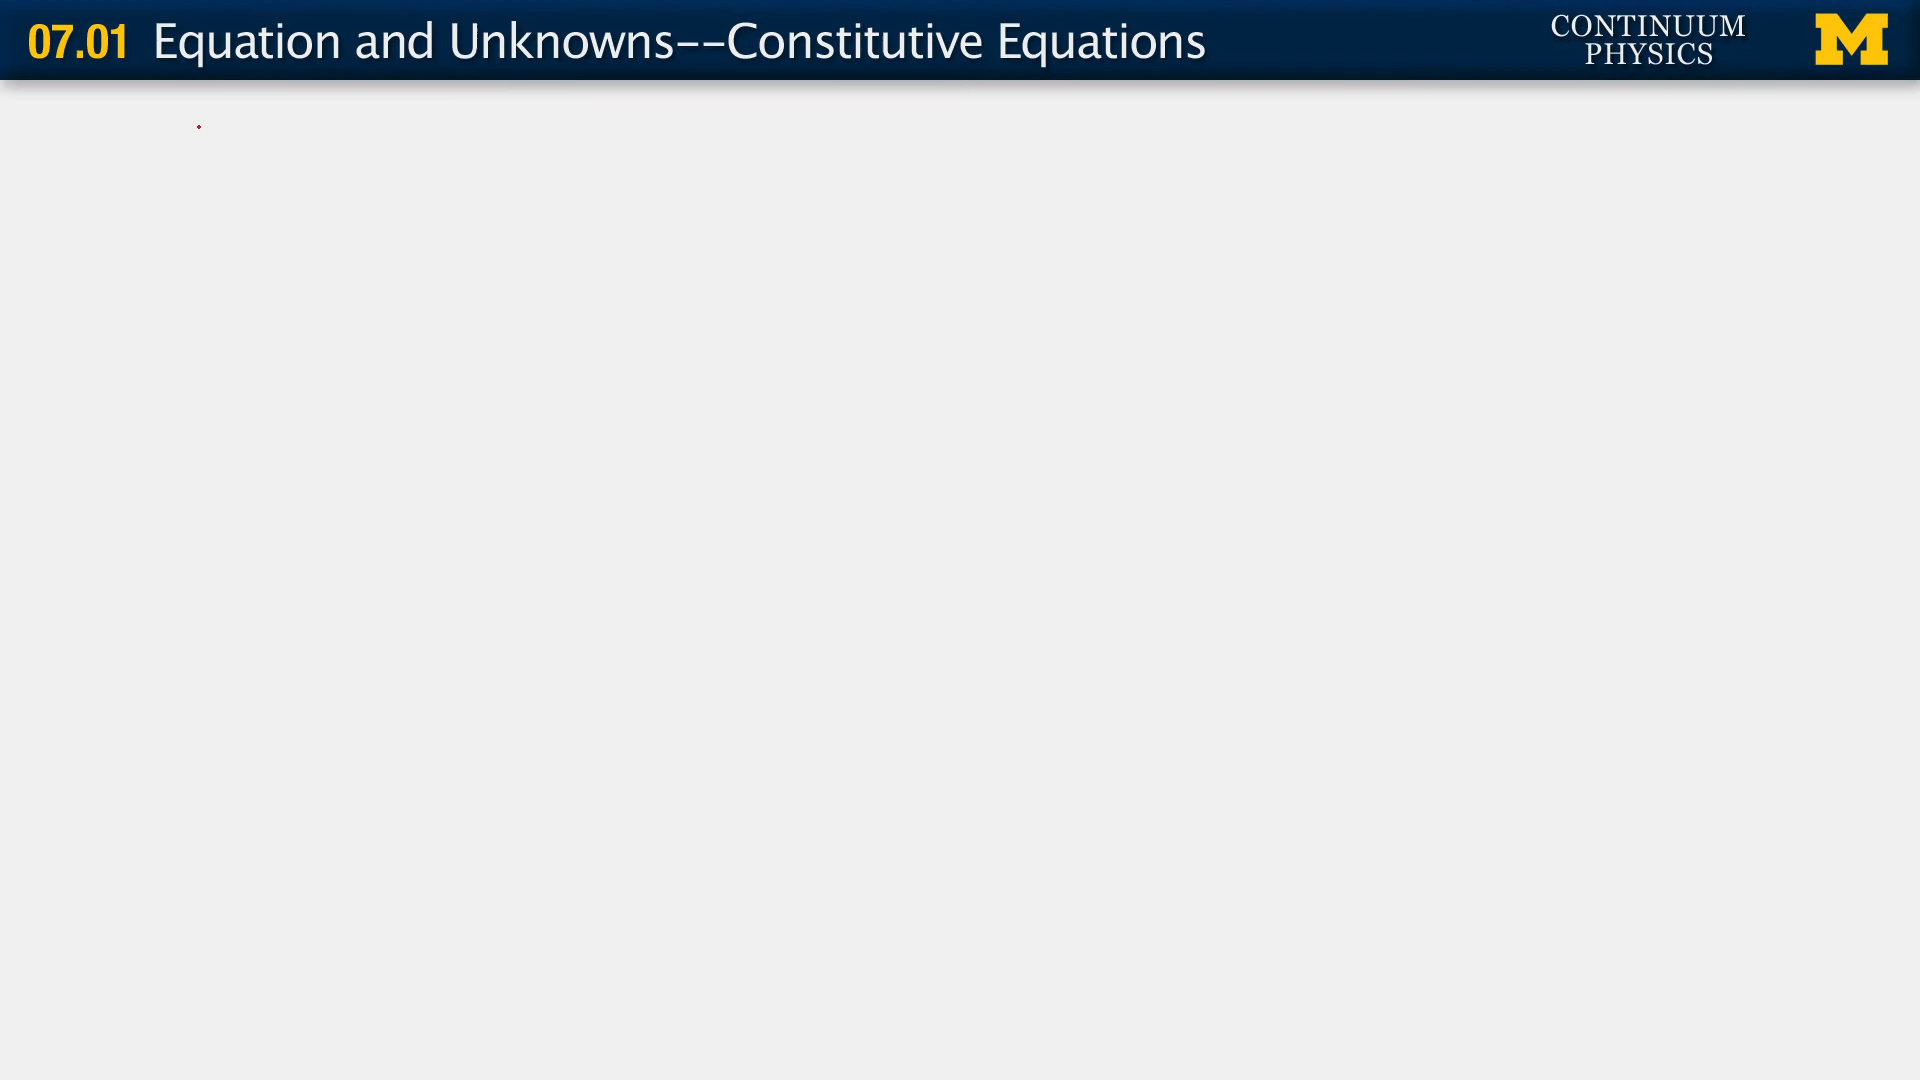 07.01 Equation and Unknowns--Constitutive Equations
CONTINUUM
PHYSICS
M